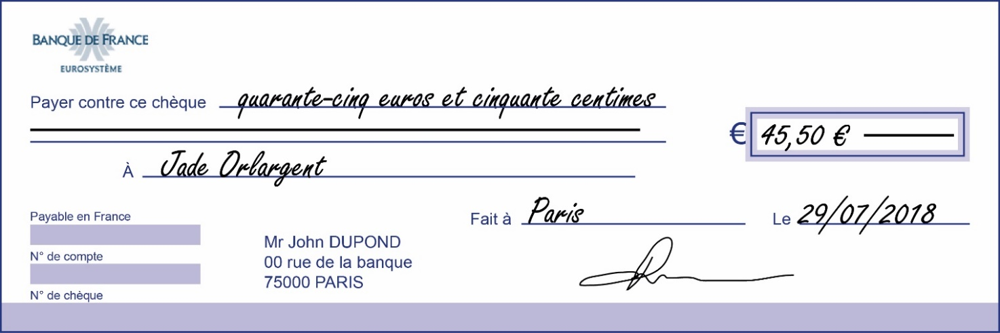 BANQUE DE FRANCE
EUROSYSTÈME
Payer contre ce chèque quarante-cinq euros et cinquante centimes
€ 45,50 €
À Jade Orlargent
Fait à Paris Le 29/07/2018
Payable en France
N° de compte
N° de chèque
Mr John DUPOND
00 rue de la banque
75000 PARIS